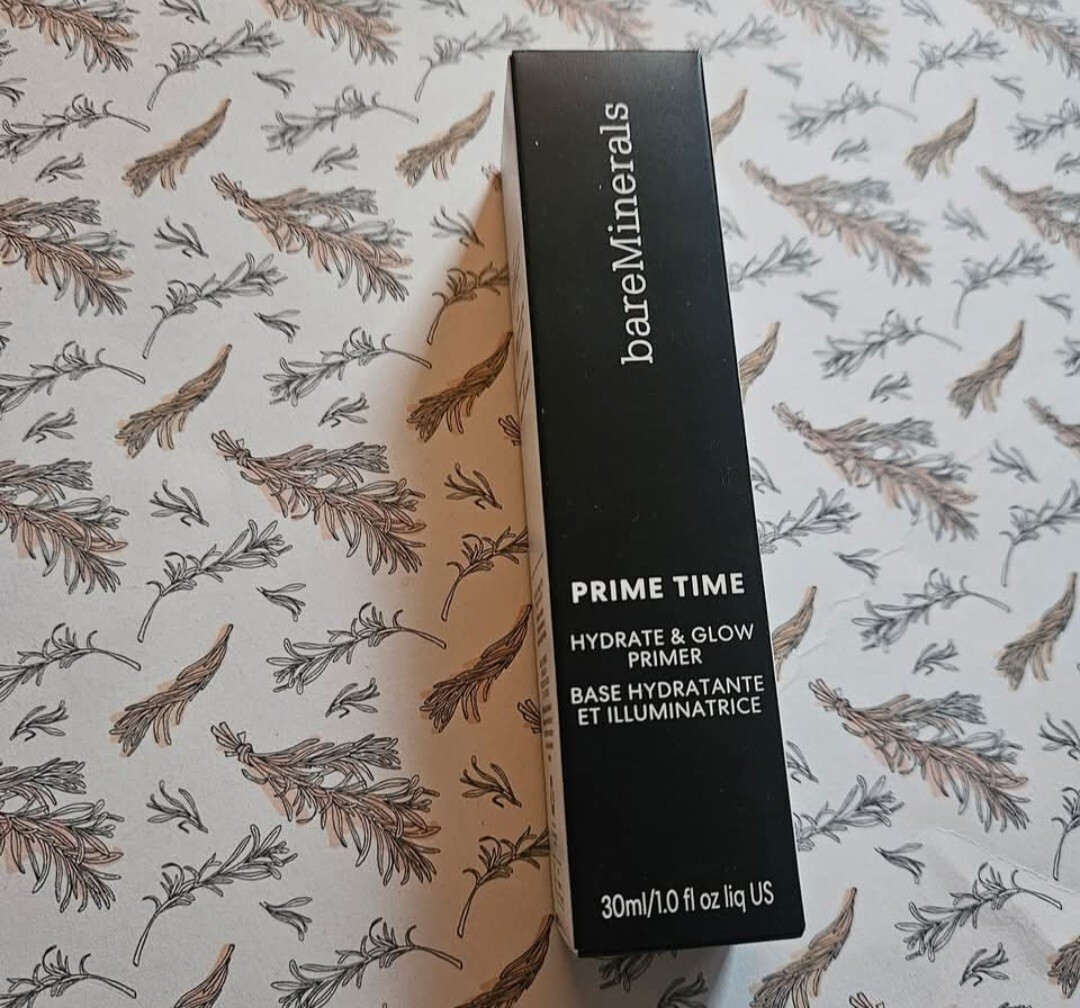 bareMinerals
PRIME TIME
HYDRATE & GLOW
PRIMER
BASE HYDRATANTE
ET ILLUMINATRICE
30ml/1.0 fl oz liq US